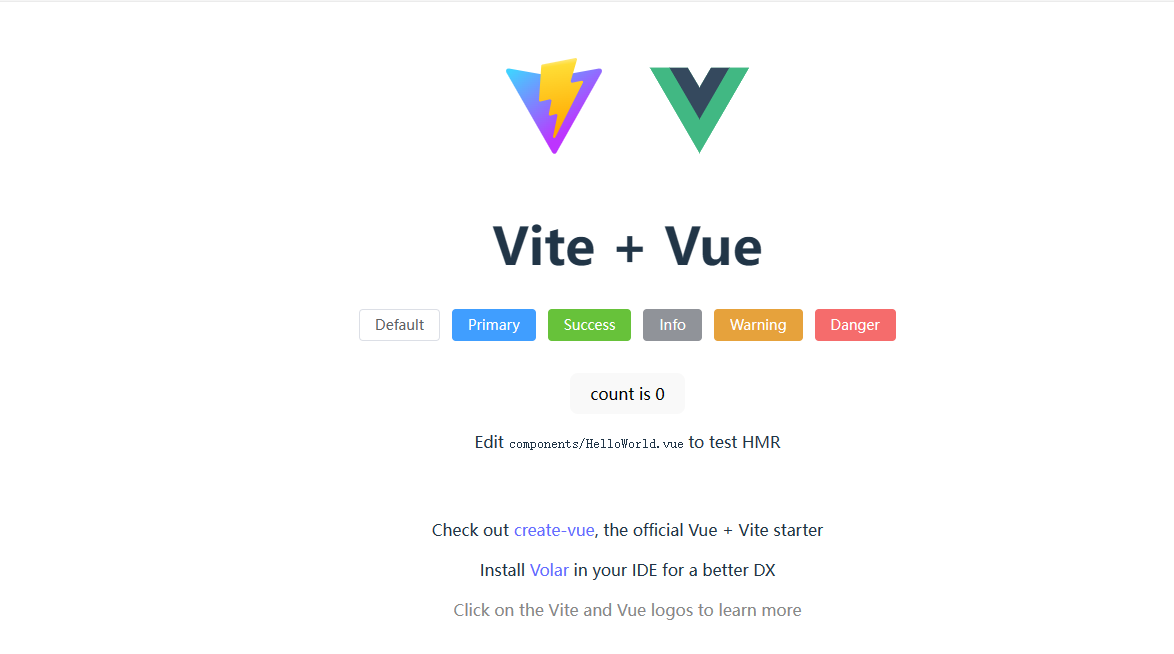 Vite + Vue
Default Primary Success Info Warning Danger
count is 0
Edit components/HelloWorld.vue to test HMR
Check out create-vue, the official Vue + Vite starter
Install Volar in your IDE for a better DX
Click on the Vite and Vue logos to learn more